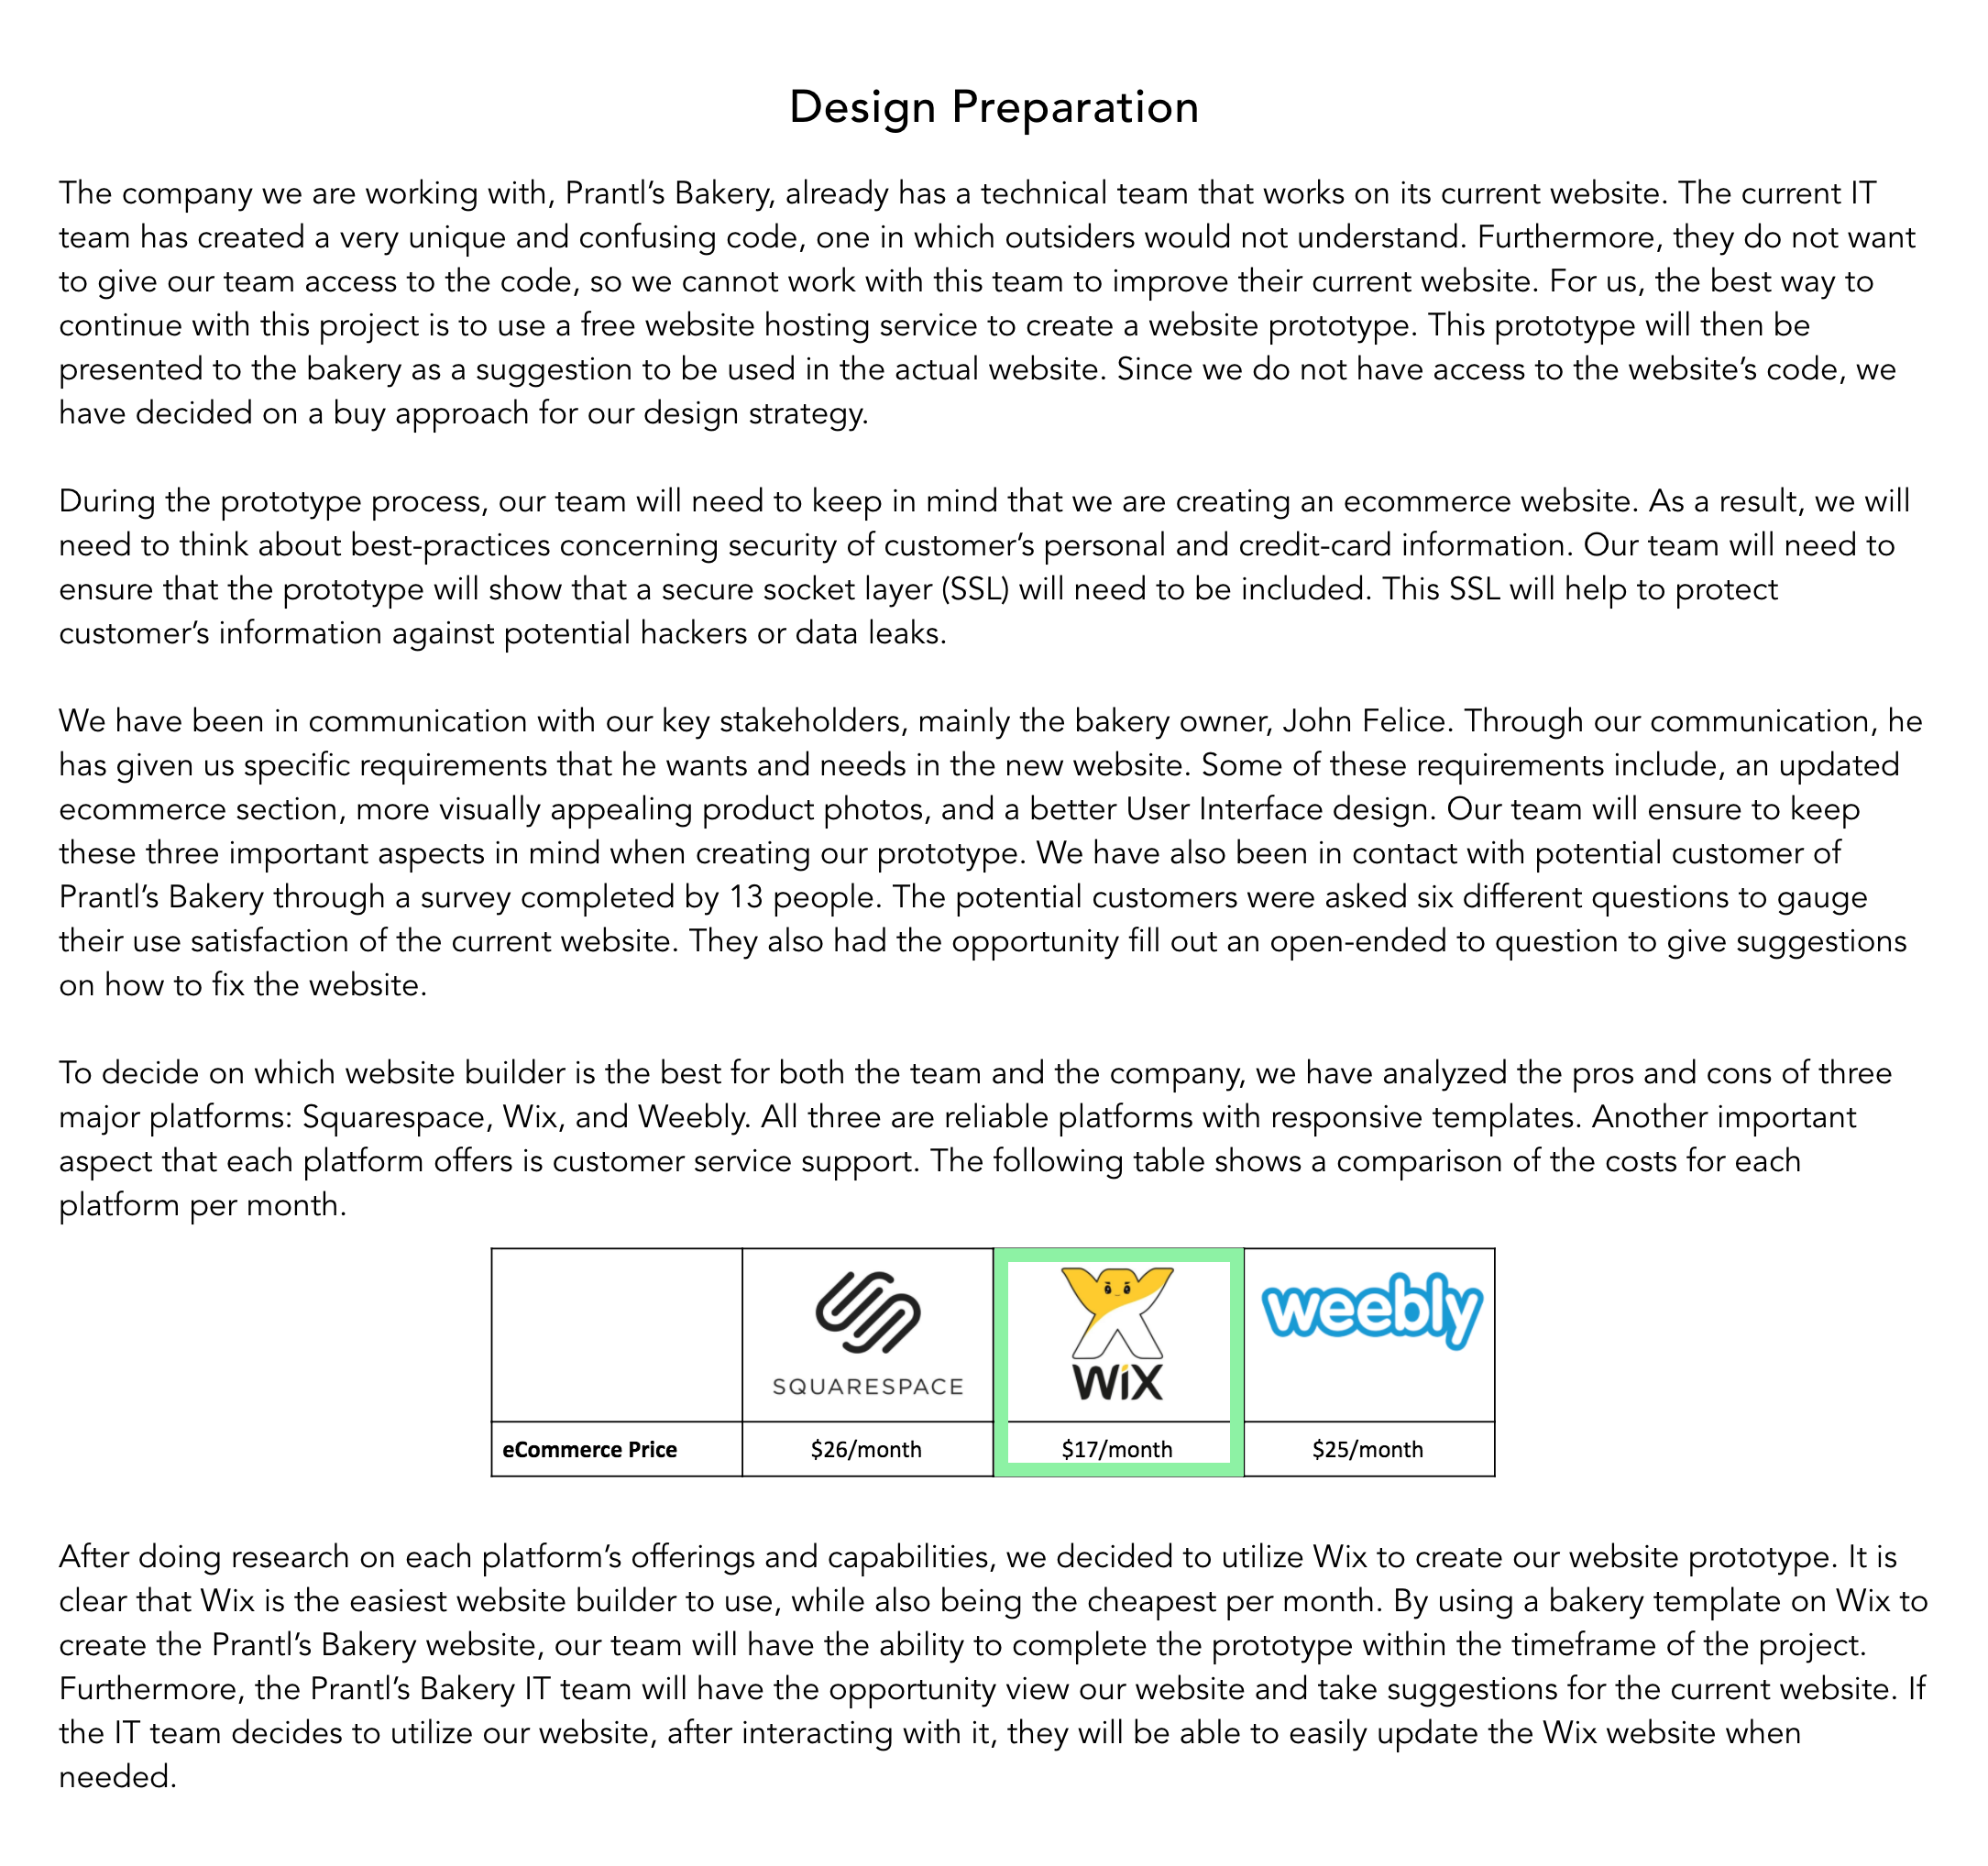 Design Preparation
The company we are working with, Prantl’s Bakery, already has a technical team that works on its current website. The current IT
team has created a very unique and confusing code, one in which outsiders would not understand. Furthermore, they do not want
to give our team access to the code, so we cannot work with this team to improve their current website. For us, the best way to
continue with this project is to use a free website hosting service to create a website prototype. This prototype will then be
presented to the bakery as a suggestion to be used in the actual website. Since we do not have access to the website’s code, we
have decided on a buy approach for our design strategy.
During the prototype process, our team will need to keep in mind that we are creating an ecommerce website. As a result, we will
need to think about best-practices concerning security of customer’s personal and credit-card information. Our team will need to
ensure that the prototype will show that a secure socket layer (SSL) will need to be included. This SSL will help to protect
customer’s information against potential hackers or data leaks.
We have been in communication with our key stakeholders, mainly the bakery owner, John Felice. Through our communication, he
has given us specific requirements that he wants and needs in the new website. Some of these requirements include, an updated
ecommerce section, more visually appealing product photos, and a better User Interface design. Our team will ensure to keep
these three important aspects in mind when creating our prototype. We have also been in contact with potential customer of
Prantl’s Bakery through a survey completed by 13 people. The potential customers were asked six different questions to gauge
their use satisfaction of the current website. They also had the opportunity fill out an open-ended to question to give suggestions
on how to fix the website.
To decide on which website builder is the best for both the team and the company, we have analyzed the pros and cons of three
major platforms: Squarespace, Wix, and Weebly. All three are reliable platforms with responsive templates. Another important
aspect that each platform offers is customer service support. The following table shows a comparison of the costs for each
platform per month.
SQUARESPACE WiX weebly
eCommerce Price $26/month $17/month $25/month
After doing research on each platform’s offerings and capabilities, we decided to utilize Wix to create our website prototype. It is
clear that Wix is the easiest website builder to use, while also being the cheapest per month. By using a bakery template on Wix to
create the Prantl’s Bakery website, our team will have the ability to complete the prototype within the timeframe of the project.
Furthermore, the Prantl’s Bakery IT team will have the opportunity view our website and take suggestions for the current website. If
the IT team decides to utilize our website, after interacting with it, they will be able to easily update the Wix website when
needed.